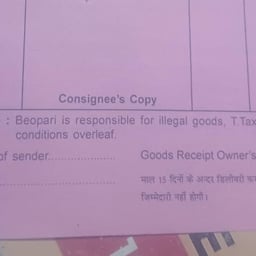 Consignee's Copy
: Beopari is responsible for illegal goods, T.Tax
conditions overleaf.
of sender....................
Goods Receipt Owner's
माल 15 दिनों के अन्दर डिलीवरी
जिम्मेदारी नहीं होगी।